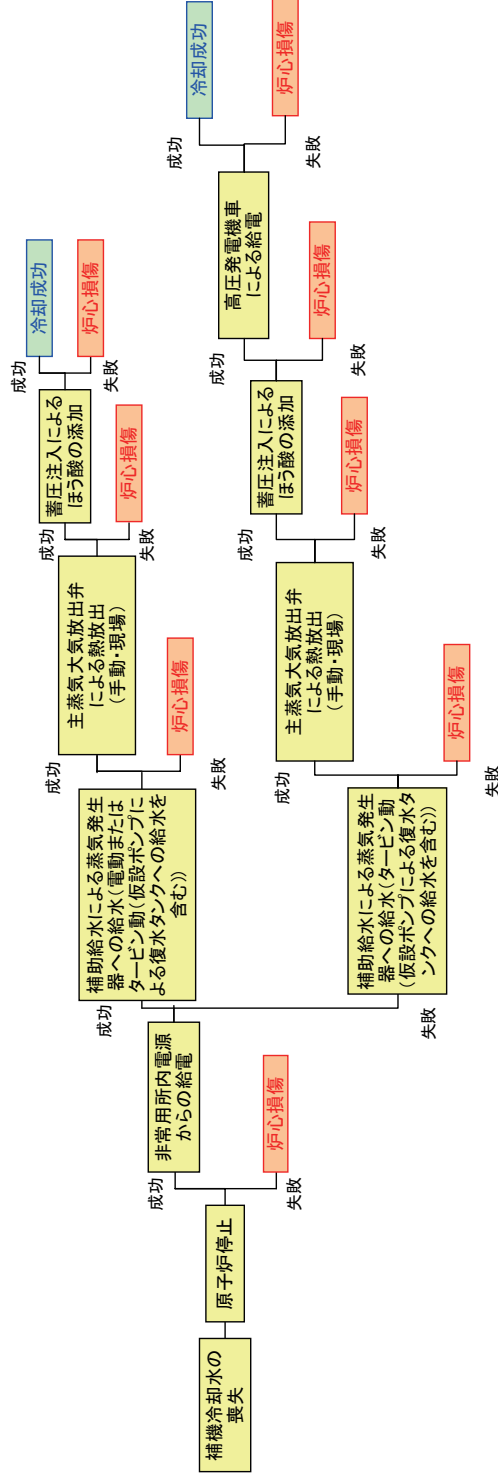 補機冷却水の
喪失
原子炉停止
成功
失敗
炉心損傷
非常用所内電源
からの給電
成功
失敗
補助給水による蒸気発生
器への給水(電動または
タービン動(仮設ポンプに
よる復水タンクへの給水を
含む))
成功
失敗
炉心損傷
主蒸気大気放出弁
による熱放出
(手動・現場)
成功
失敗
炉心損傷
蓄圧注入による
ほう酸の添加
成功
失敗
冷却成功
炉心損傷
補助給水による蒸気発生
器への給水(タービン動
(仮設ポンプによる復水タ
ンクへの給水を含む))
成功
失敗
炉心損傷
主蒸気大気放出弁
による熱放出
(手動・現場)
成功
失敗
炉心損傷
蓄圧注入による
ほう酸の添加
成功
失敗
炉心損傷
高圧発電機車
による給電
成功
失敗
冷却成功
炉心損傷